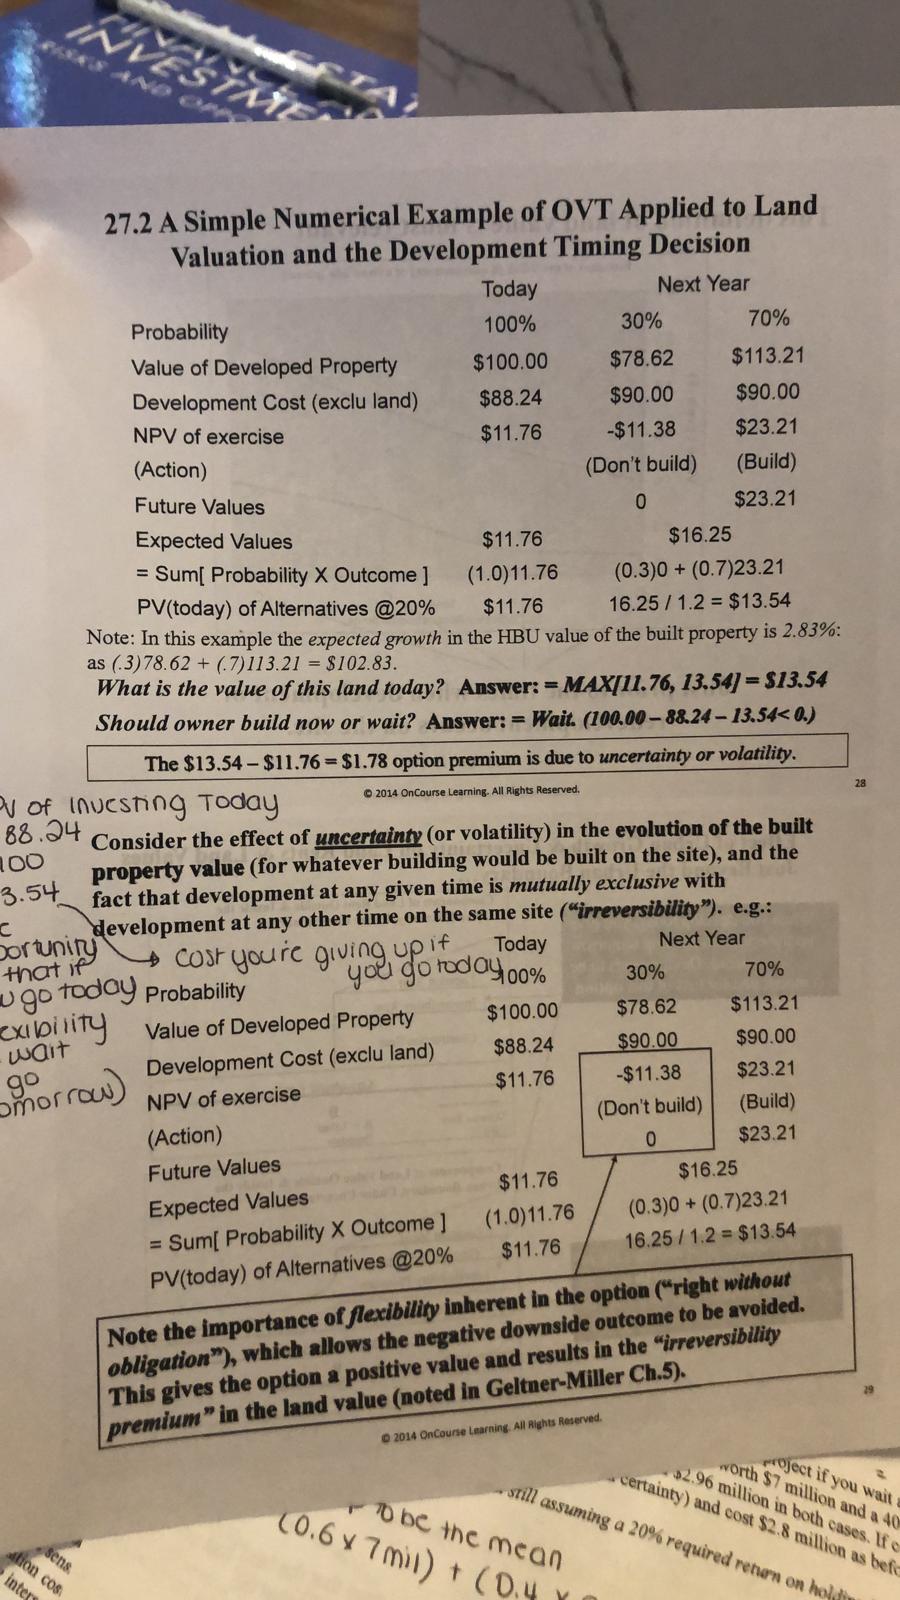 INVESTME
RISKS AND
27.2 A Simple Numerical Example of OVT Applied to Land
Valuation and the Development Timing Decision
Today Next Year
Probability 100% 30% 70%
Value of Developed Property $100.00 $78.62 $113.21
Development Cost (exclu land) $88.24 $90.00 $90.00
NPV of exercise $11.76 -$11.38 $23.21
(Action) (Don't build) (Build)
Future Values 0 $23.21
Expected Values $11.76 $16.25
= Sum[ Probability X Outcome ] (1.0)11.76 (0.3)0 + (0.7)23.21
PV(today) of Alternatives @20% $11.76 16.25 / 1.2 = $13.54
Note: In this example the expected growth in the HBU value of the built property is 2.83%:
as (.3)78.62 + (.7)113.21 = $102.83.
What is the value of this land today? Answer: = MAX[11.76, 13.54] = $13.54
Should owner build now or wait? Answer: = Wait. (100.00 – 88.24 – 13.54< 0.)
The $13.54 – $11.76 = $1.78 option premium is due to uncertainty or volatility.
© 2014 OnCourse Learning. All Rights Reserved.
28
of investing Today
88.24
100
3.54
portunity
that if
go today
exibility
wait
go
omorrow)
Consider the effect of uncertainty (or volatility) in the evolution of the built
property value (for whatever building would be built on the site), and the
fact that development at any given time is mutually exclusive with
development at any other time on the same site (“irreversibility”). e.g.:
cost you're giving up if
you go today
Today Next Year
Probability 100% 30% 70%
Value of Developed Property $100.00 $78.62 $113.21
Development Cost (exclu land) $88.24 $90.00 $90.00
NPV of exercise $11.76 -$11.38 $23.21
(Action) (Don't build) (Build)
Future Values 0 $23.21
Expected Values $11.76 $16.25
= Sum[ Probability X Outcome ] (1.0)11.76 (0.3)0 + (0.7)23.21
PV(today) of Alternatives @20% $11.76 16.25 / 1.2 = $13.54
Note the importance of flexibility inherent in the option (“right without
obligation”), which allows the negative downside outcome to be avoided.
This gives the option a positive value and results in the “irreversibility
premium” in the land value (noted in Geltner-Miller Ch.5).
29
© 2014 OnCourse Learning. All Rights Reserved.
project if you wait
worth $7 million and a 40
$2.96 million in both cases. If
certainty) and cost $2.8 million as
still assuming a 20% required return on
To be the mean
(0.6 x 7mil) + (0.4 x